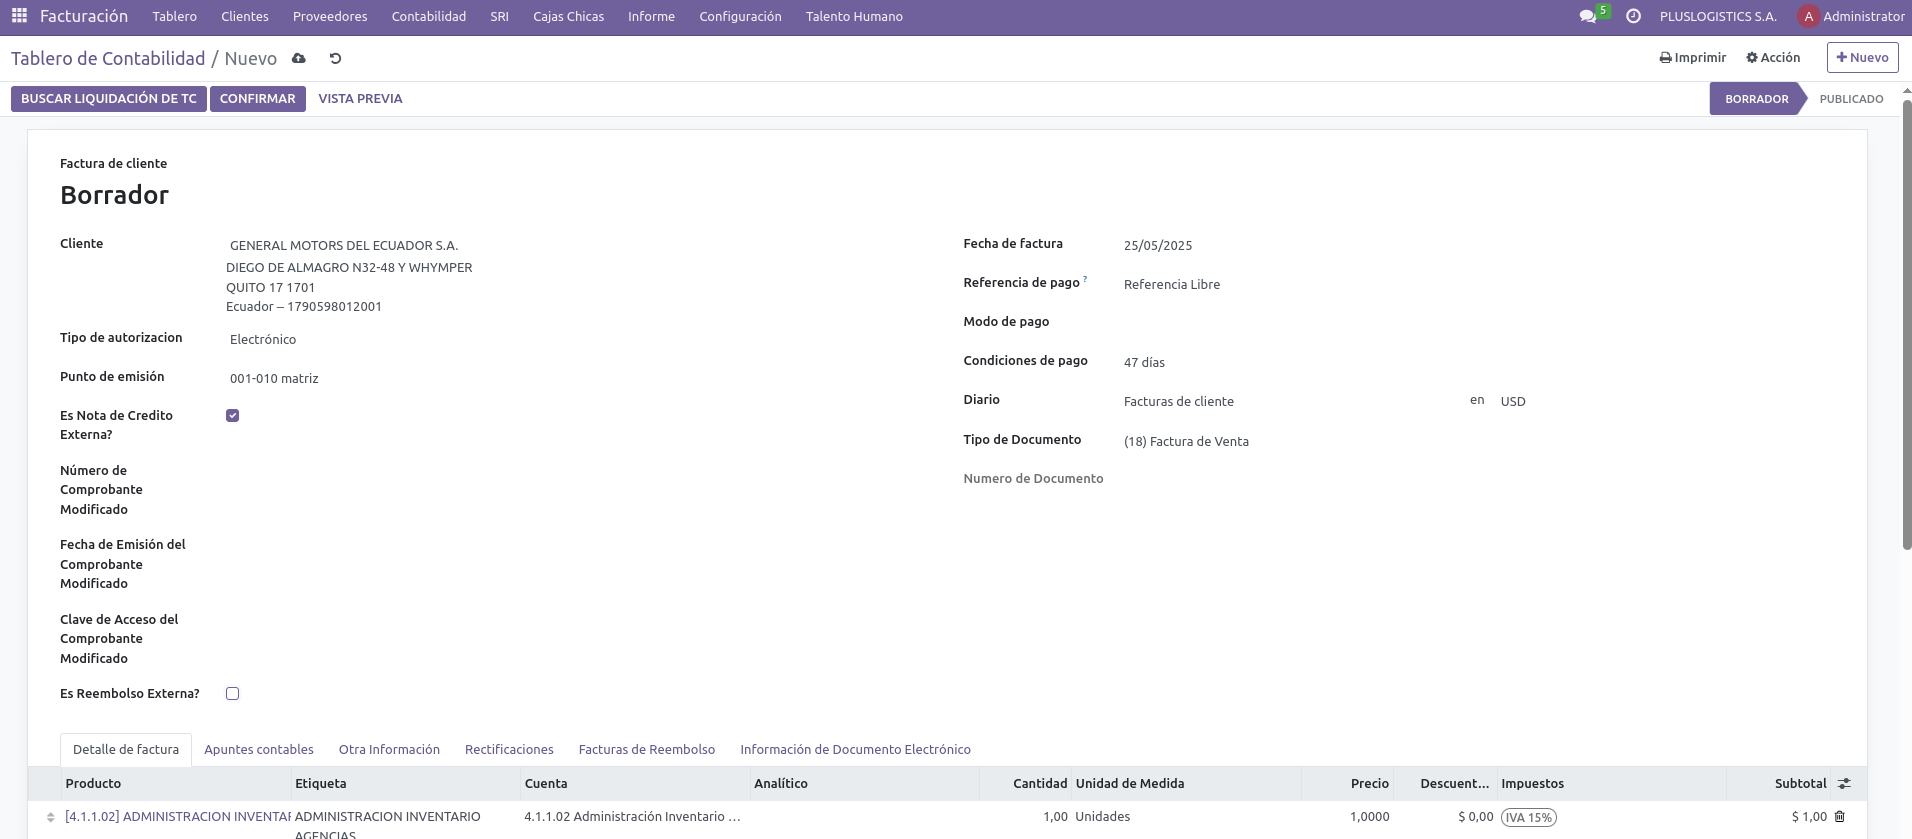 Facturación Tablero Clientes Proveedores Contabilidad SRI Cajas Chicas Informe Configuración Talento Humano 5 PLUSLOGISTICS S.A. A Administrator
Tablero de Contabilidad / Nuevo Imprimir Acción + Nuevo
BUSCAR LIQUIDACIÓN DE TC CONFIRMAR VISTA PREVIA BORRADOR PUBLICADO
Factura de cliente
Borrador
Cliente GENERAL MOTORS DEL ECUADOR S.A.
DIEGO DE ALMAGRO N32-48 Y WHYMPER
QUITO 17 1701
Ecuador – 1790598012001
Tipo de autorizacion Electrónico
Punto de emisión 001-010 matriz
Es Nota de Credito
Externa?
Número de
Comprobante
Modificado
Fecha de Emisión del
Comprobante
Modificado
Clave de Acceso del
Comprobante
Modificado
Es Reembolso Externa?
Fecha de factura 25/05/2025
Referencia de pago ? Referencia Libre
Modo de pago
Condiciones de pago 47 días
Diario Facturas de cliente en USD
Tipo de Documento (18) Factura de Venta
Numero de Documento
Detalle de factura Apuntes contables Otra Información Rectificaciones Facturas de Reembolso Información de Documento Electrónico
Producto Etiqueta Cuenta Analítico Cantidad Unidad de Medida Precio Descuent... Impuestos Subtotal
[4.1.1.02] ADMINISTRACION INVENTAR ADMINISTRACION INVENTARIO 4.1.1.02 Administración Inventario ... 1,00 Unidades 1,0000 $ 0,00 IVA 15% $ 1,00
AGENCIAS